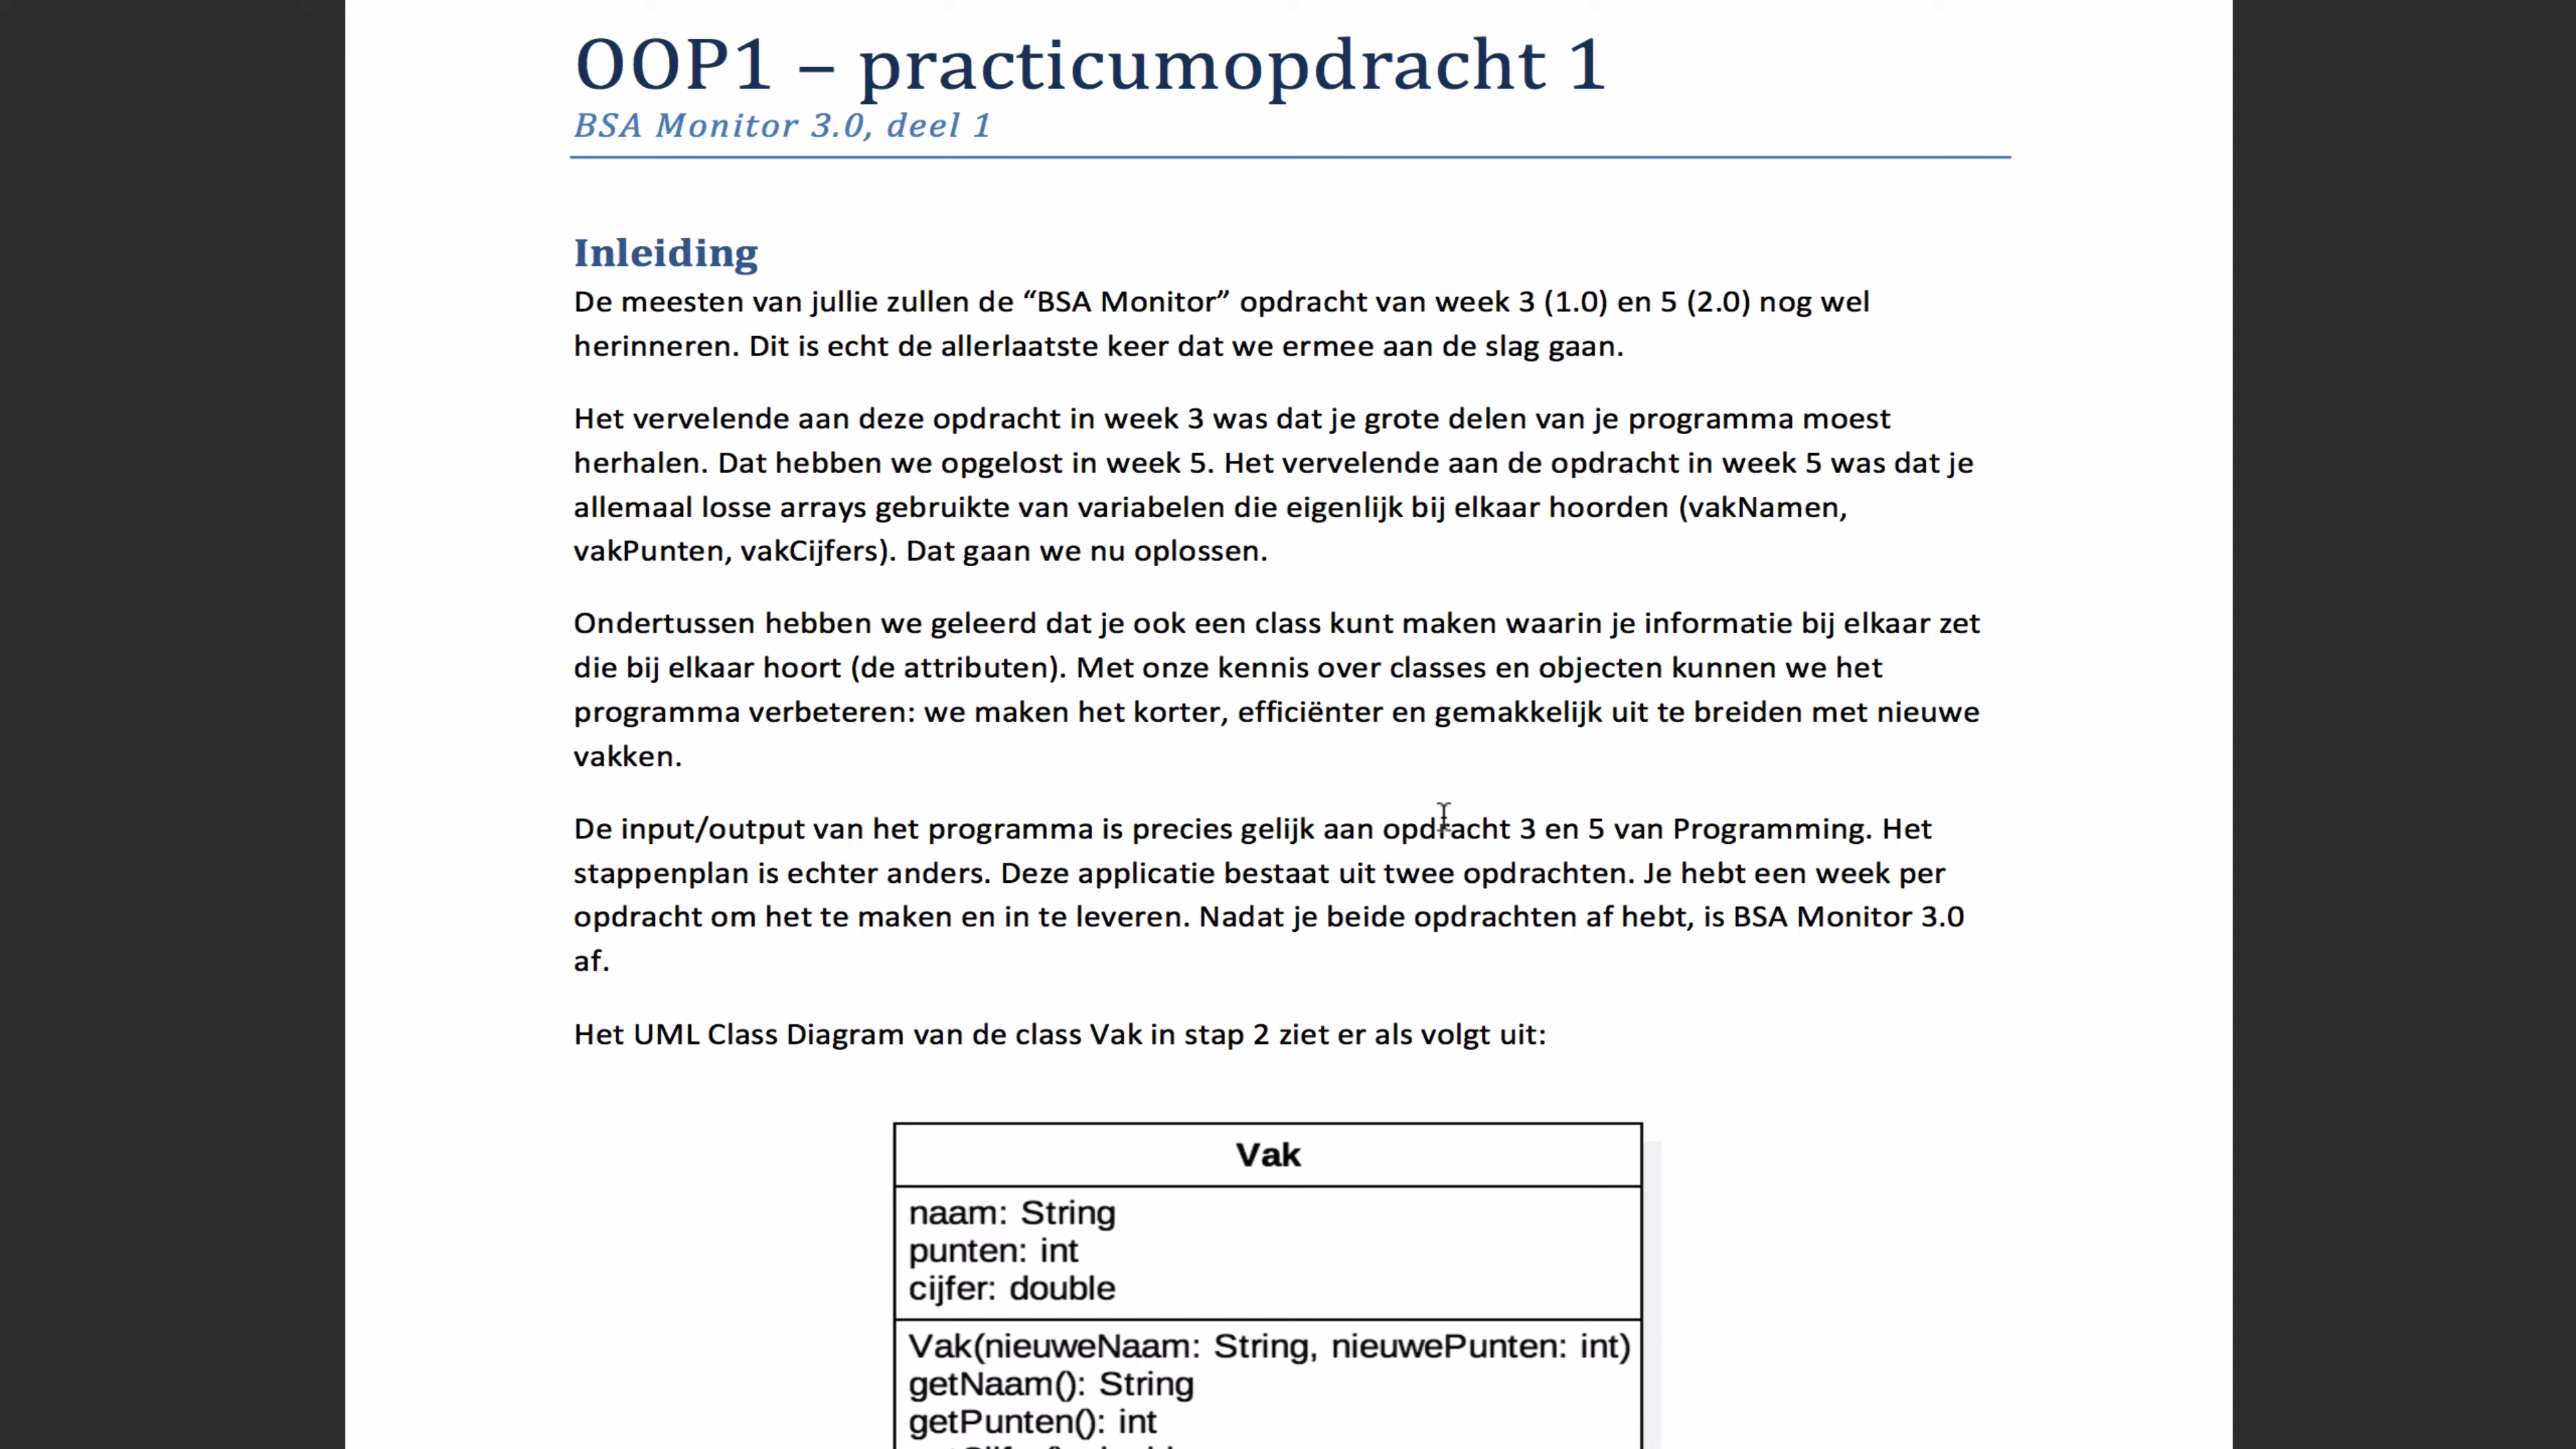 OOP1 – practicumopdracht 1
BSA Monitor 3.0, deel 1
Inleiding
De meesten van jullie zullen de “BSA Monitor” opdracht van week 3 (1.0) en 5 (2.0) nog wel
herinneren. Dit is echt de allerlaatste keer dat we ermee aan de slag gaan.
Het vervelende aan deze opdracht in week 3 was dat je grote delen van je programma moest
herhalen. Dat hebben we opgelost in week 5. Het vervelende aan de opdracht in week 5 was dat je
allemaal losse arrays gebruikte van variabelen die eigenlijk bij elkaar hoorden (vakNamen,
vakPunten, vakCijfers). Dat gaan we nu oplossen.
Ondertussen hebben we geleerd dat je ook een class kunt maken waarin je informatie bij elkaar zet
die bij elkaar hoort (de attributen). Met onze kennis over classes en objecten kunnen we het
programma verbeteren: we maken het korter, efficiënter en gemakkelijk uit te breiden met nieuwe
vakken.
De input/output van het programma is precies gelijk aan opdracht 3 en 5 van Programming. Het
stappenplan is echter anders. Deze applicatie bestaat uit twee opdrachten. Je hebt een week per
opdracht om het te maken en in te leveren. Nadat je beide opdrachten af hebt, is BSA Monitor 3.0
af.
Het UML Class Diagram van de class Vak in stap 2 ziet er als volgt uit:
Vak
naam: String
punten: int
cijfer: double
Vak(nieuweNaam: String, nieuwePunten: int)
getNaam(): String
getPunten(): int